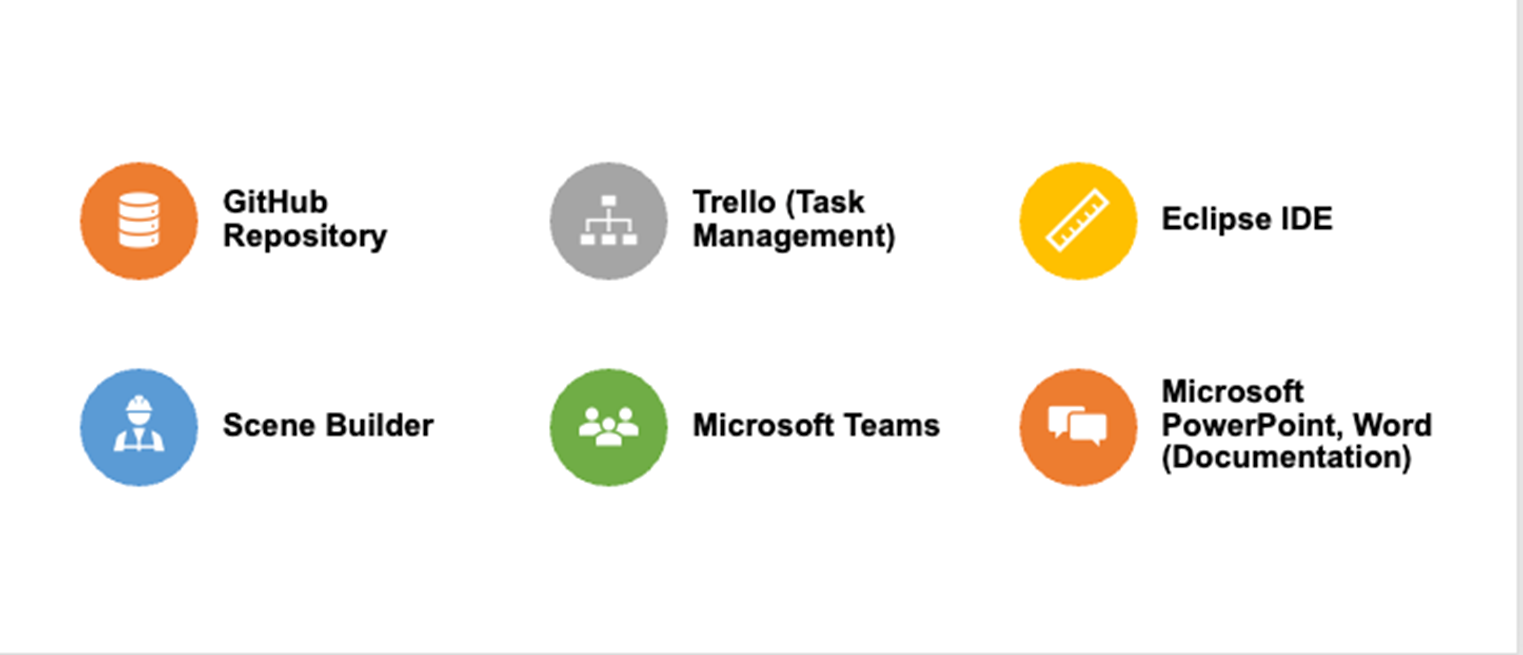 GitHub
Repository
Trello (Task
Management)
Eclipse IDE
Scene Builder
Microsoft Teams
Microsoft
PowerPoint, Word
(Documentation)